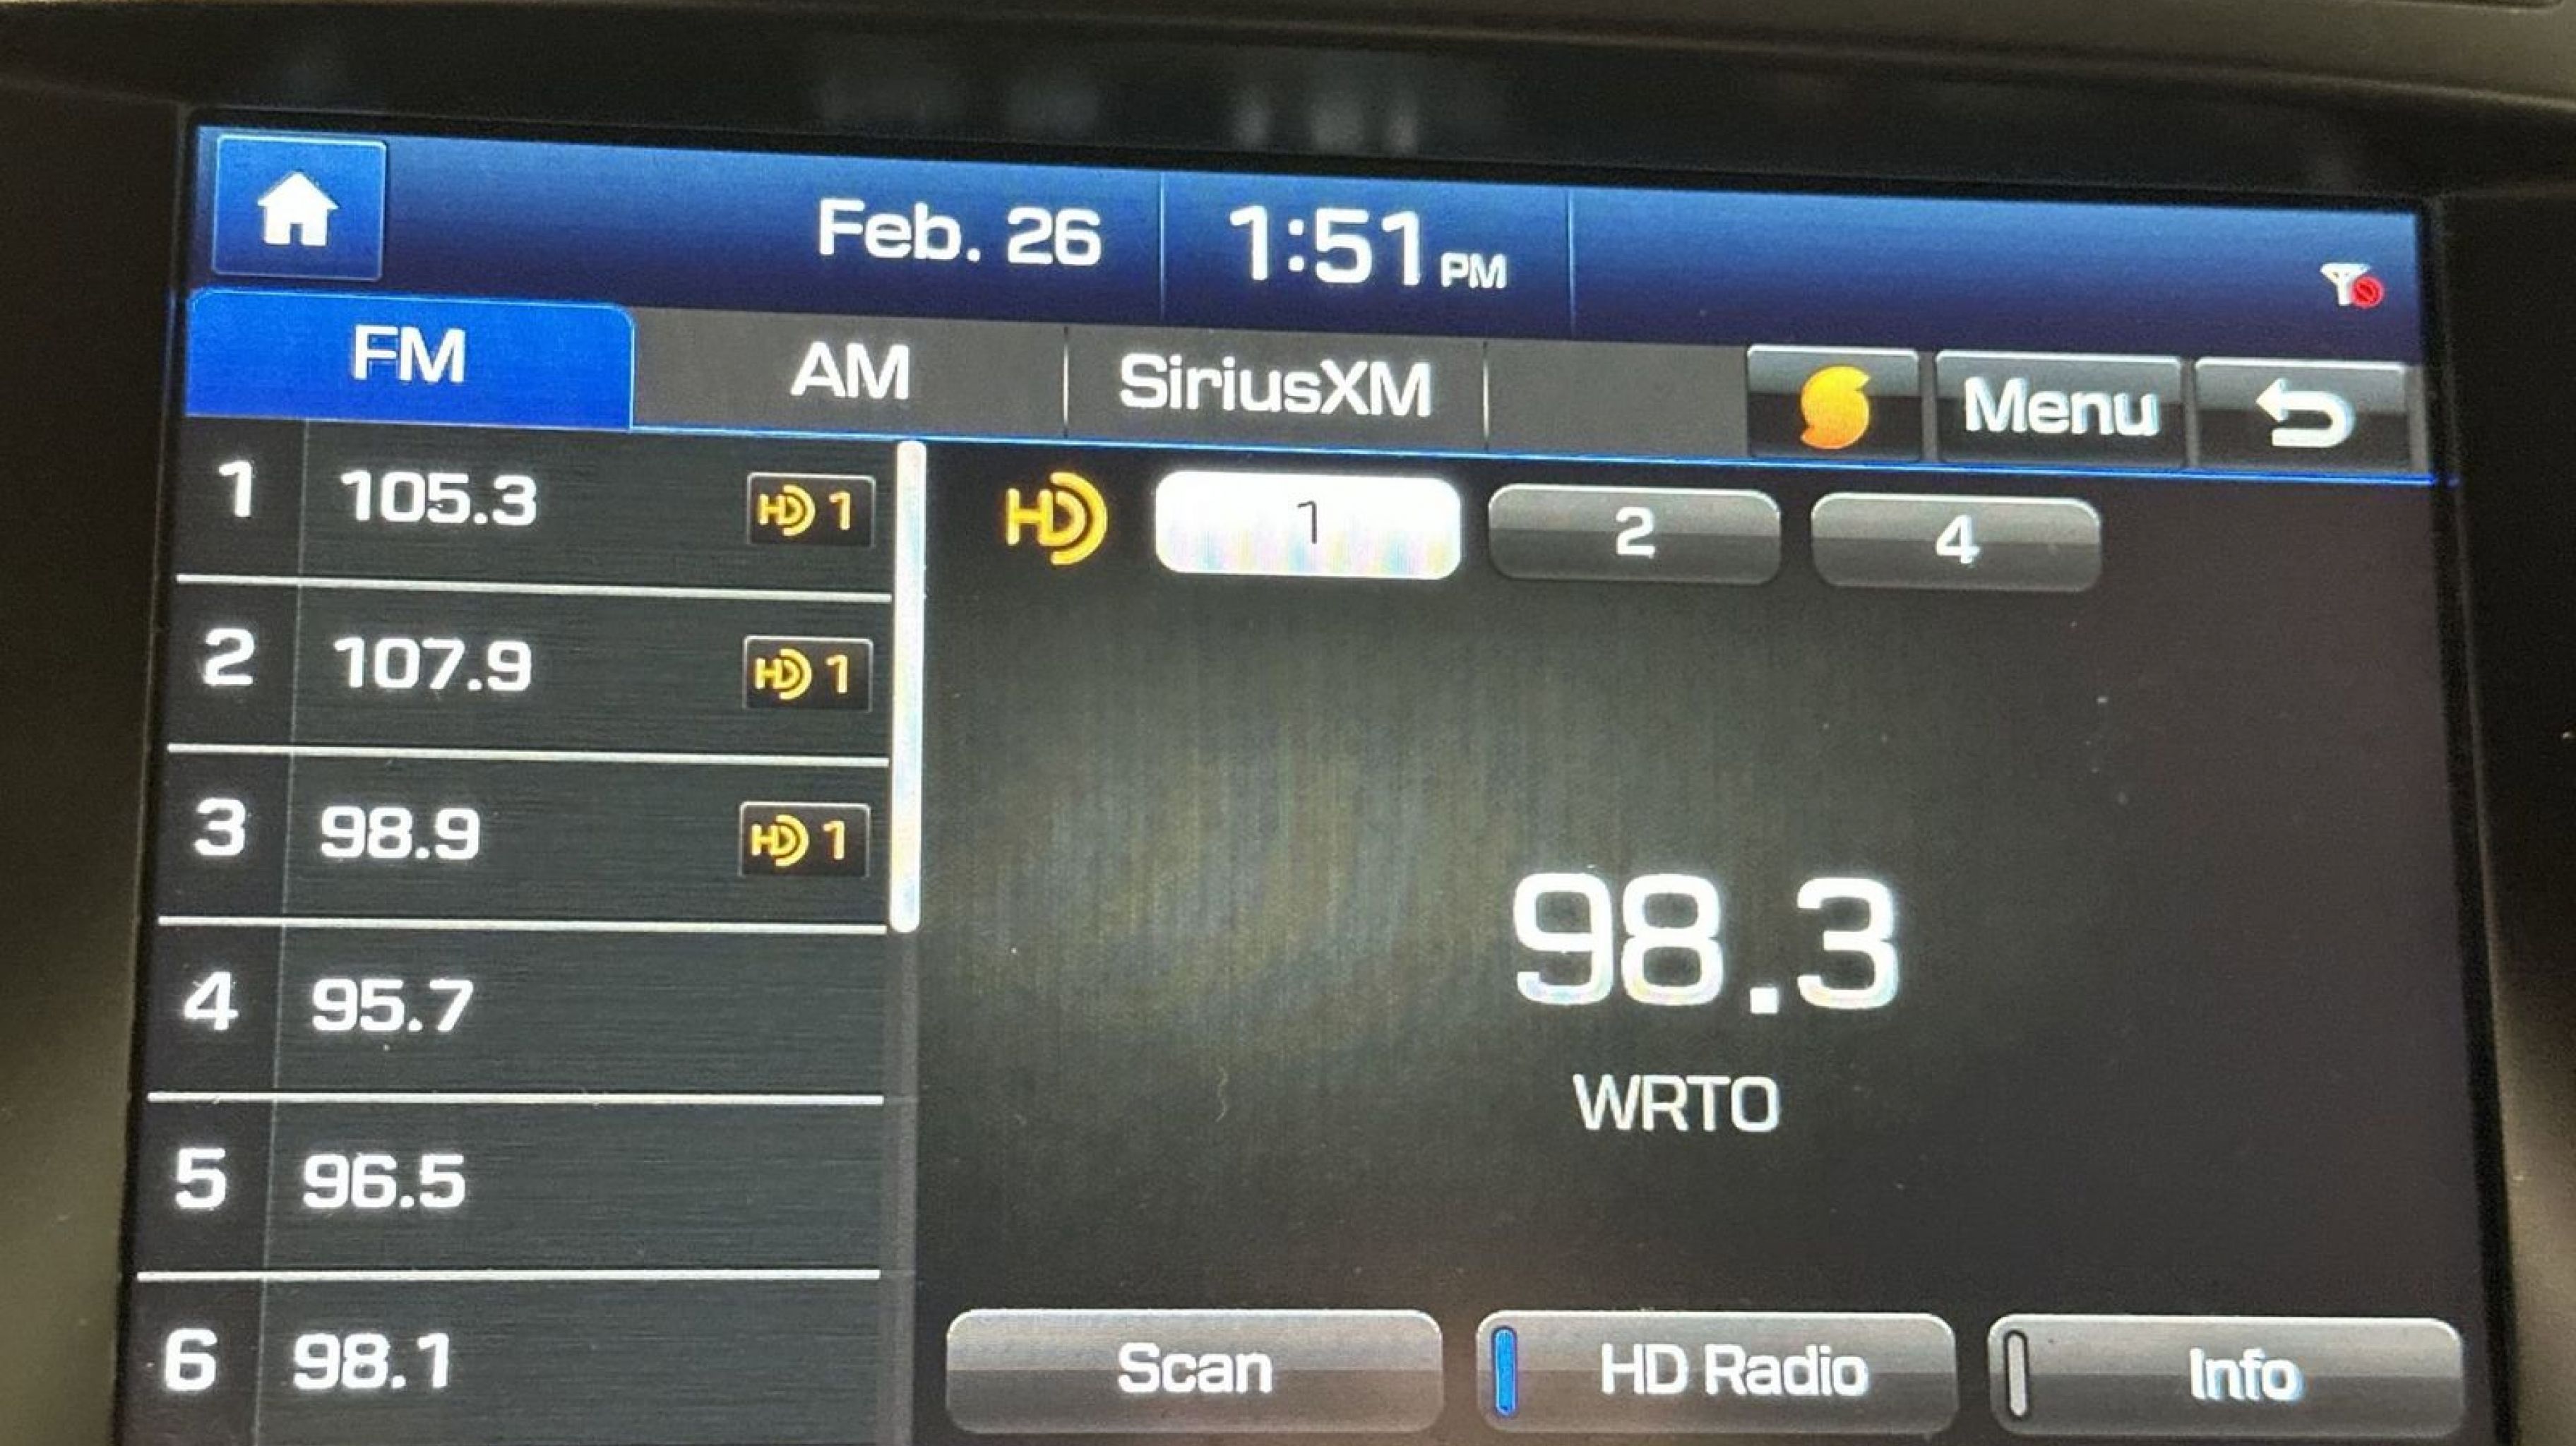 Feb. 26 1:51 PM
FM AM SiriusXM Menu
1 105.3 HD 1
2 107.9 HD 1
3 98.9 HD 1
4 95.7
5 96.5
6 98.1
HD 1 2 4
98.3
WRTO
Scan HD Radio Info